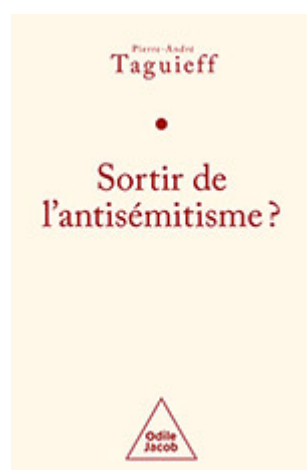 Pierre-André
Taguieff
Sortir de
l'antisémitisme ?
Odile
Jacob